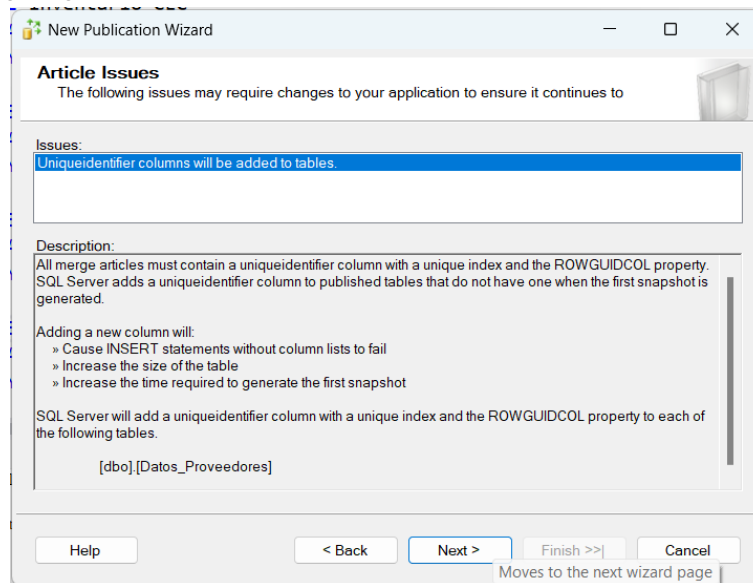 New Publication Wizard
Article Issues
The following issues may require changes to your application to ensure it continues to
Issues:
Uniqueidentifier columns will be added to tables.
Description:
All merge articles must contain a uniqueidentifier column with a unique index and the ROWGUIDCOL property.
SQL Server adds a uniqueidentifier column to published tables that do not have one when the first snapshot is
generated.
Adding a new column will:
» Cause INSERT statements without column lists to fail
» Increase the size of the table
» Increase the time required to generate the first snapshot
SQL Server will add a uniqueidentifier column with a unique index and the ROWGUIDCOL property to each of
the following tables.
[dbo].[Datos_Proveedores]
Help
< Back
Next >
Finish >>|
Cancel
Moves to the next wizard page